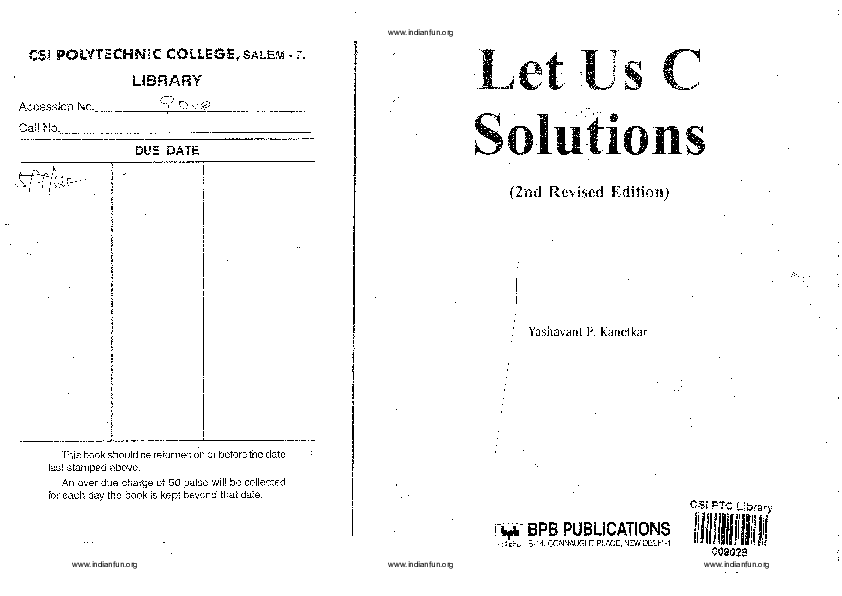 www.indianfun.org
CSI POLYTECHNIC COLLEGE, SALEM - 7.
LIBRARY
Accession No.
Call No.
DUE DATE
This book should be returned on or before the date
last stamped above.
An over due charge of 50 paise will be collected
for each day the book is kept beyond that date.
www.indianfun.org
Let Us C
Solutions
(2nd Revised Edition)
Yashavant P. Kanetkar
BPB PUBLICATIONS
B-14, CONNAUGHT PLACE, NEW DELHI-1
CSI PTC Library
009028
www.indianfun.org
www.indianfun.org